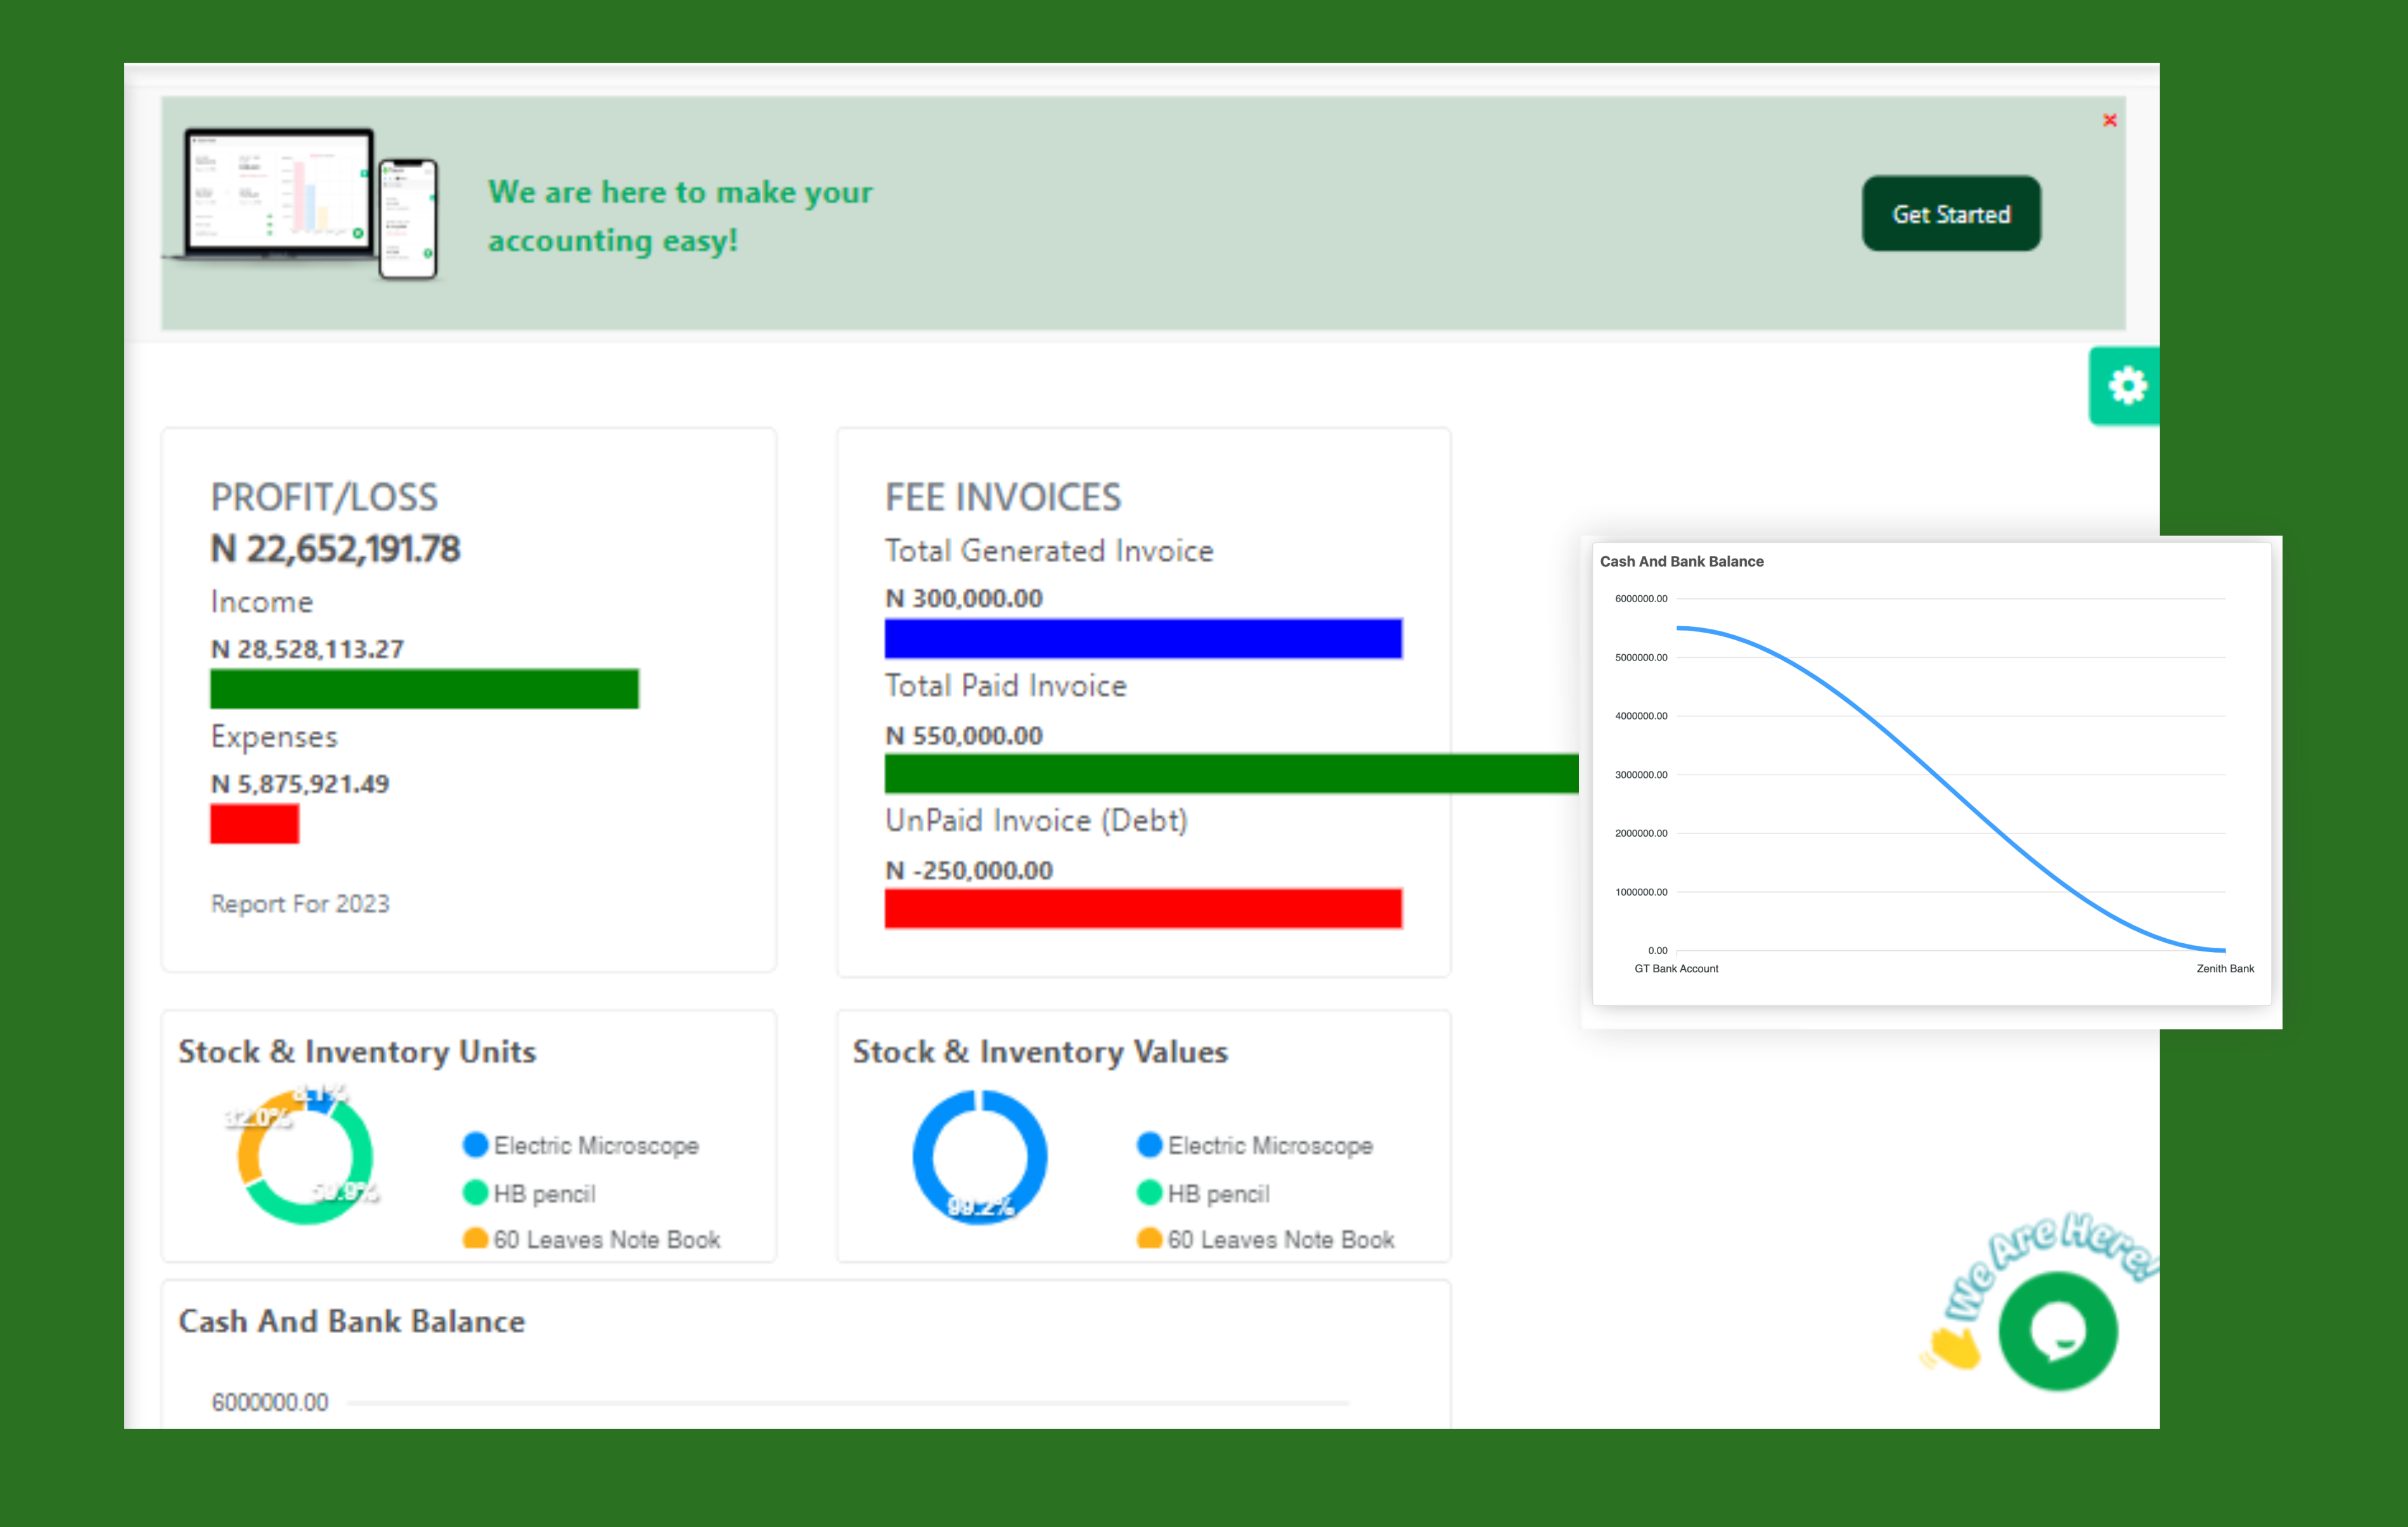 We are here to make your
accounting easy!
Get Started
PROFIT/LOSS
N 22,652,191.78
Income
N 28,528,113.27
Expenses
N 5,875,921.49
Report For 2023
FEE INVOICES
Total Generated Invoice
N 300,000.00
Total Paid Invoice
N 550,000.00
UnPaid Invoice (Debt)
N -250,000.00
Cash And Bank Balance
6000000.00
5000000.00
4000000.00
3000000.00
2000000.00
1000000.00
0.00
GT Bank Account
Zenith Bank
Stock & Inventory Units
8.1%
32.0%
59.9%
Electric Microscope
HB pencil
60 Leaves Note Book
Stock & Inventory Values
99.2%
Electric Microscope
HB pencil
60 Leaves Note Book
We Are Here!
Cash And Bank Balance
6000000.00